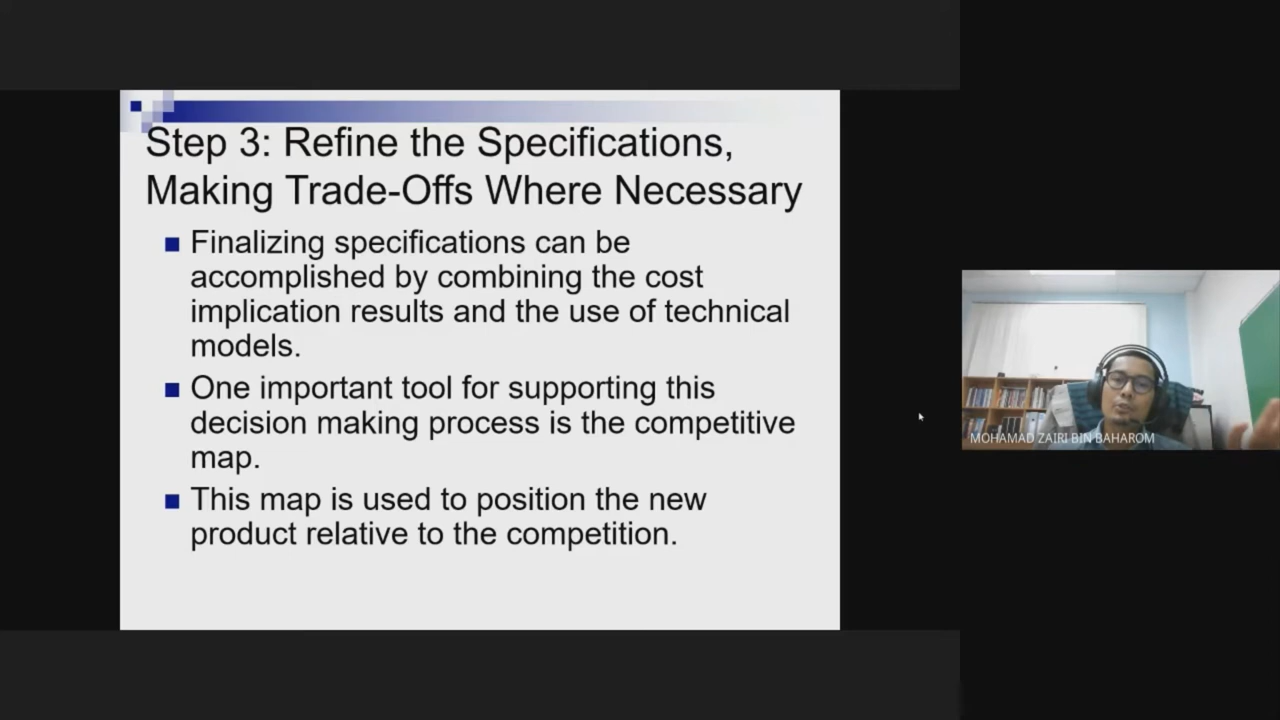 Step 3: Refine the Specifications,
Making Trade-Offs Where Necessary
Finalizing specifications can be
accomplished by combining the cost
implication results and the use of technical
models.
One important tool for supporting this
decision making process is the competitive
map.
This map is used to position the new
product relative to the competition.
MOHAMAD ZAIRI BIN BAHAROM